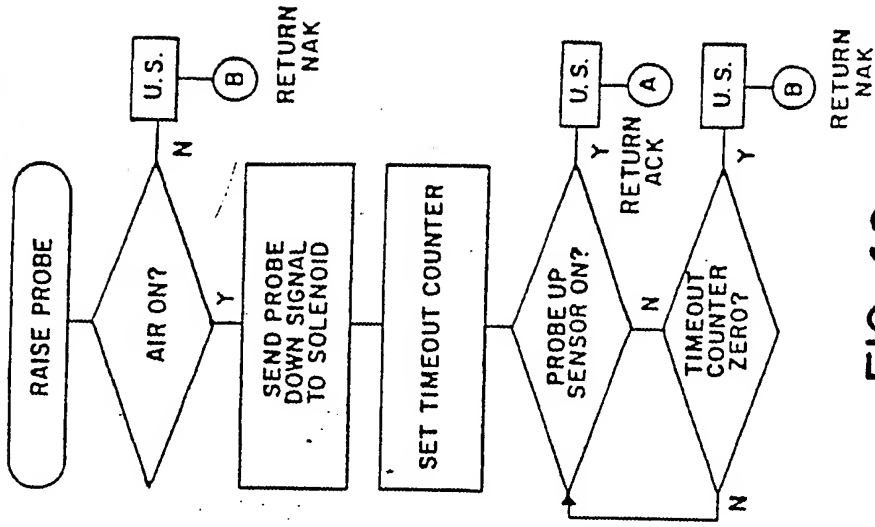 RAISE PROBE
AIR ON?
N
U.S.
B
RETURN
NAK
Y
SEND PROBE
DOWN SIGNAL
TO SOLENOID
SET TIMEOUT COUNTER
PROBE UP
SENSOR ON?
Y
U.S.
A
RETURN
ACK
N
TIMEOUT
COUNTER
ZERO?
Y
U.S.
B
RETURN
NAK
N
FIG